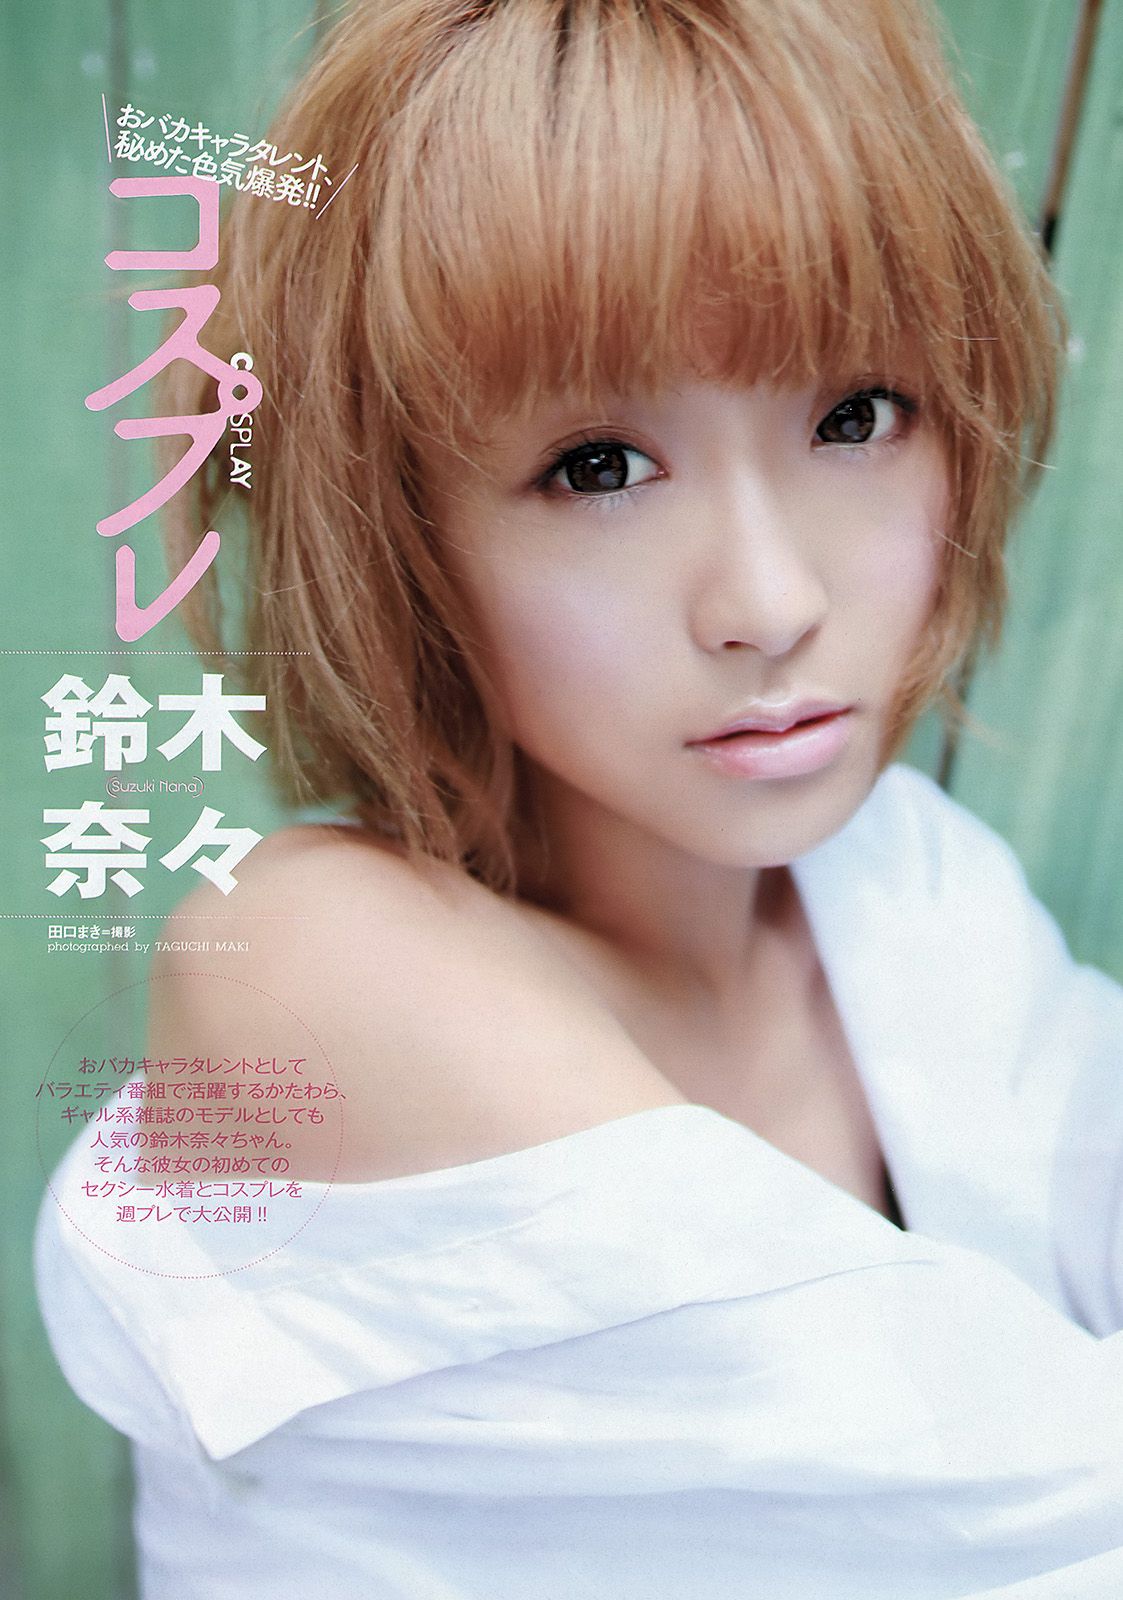 おバカキャラタレント、
秘めた色気爆発!!
コスプレ
COSPLAY
鈴木
(Suzuki Nana)
奈々
田口まき=撮影
photographed by TAGUCHI MAKI
おバカキャラタレントとして
バラエティ番組で活躍するかたわら、
ギャル系雑誌のモデルとしても
人気の鈴木奈々ちゃん。
そんな彼女の初めての
セクシー水着とコスプレを
週プレで大公開!!